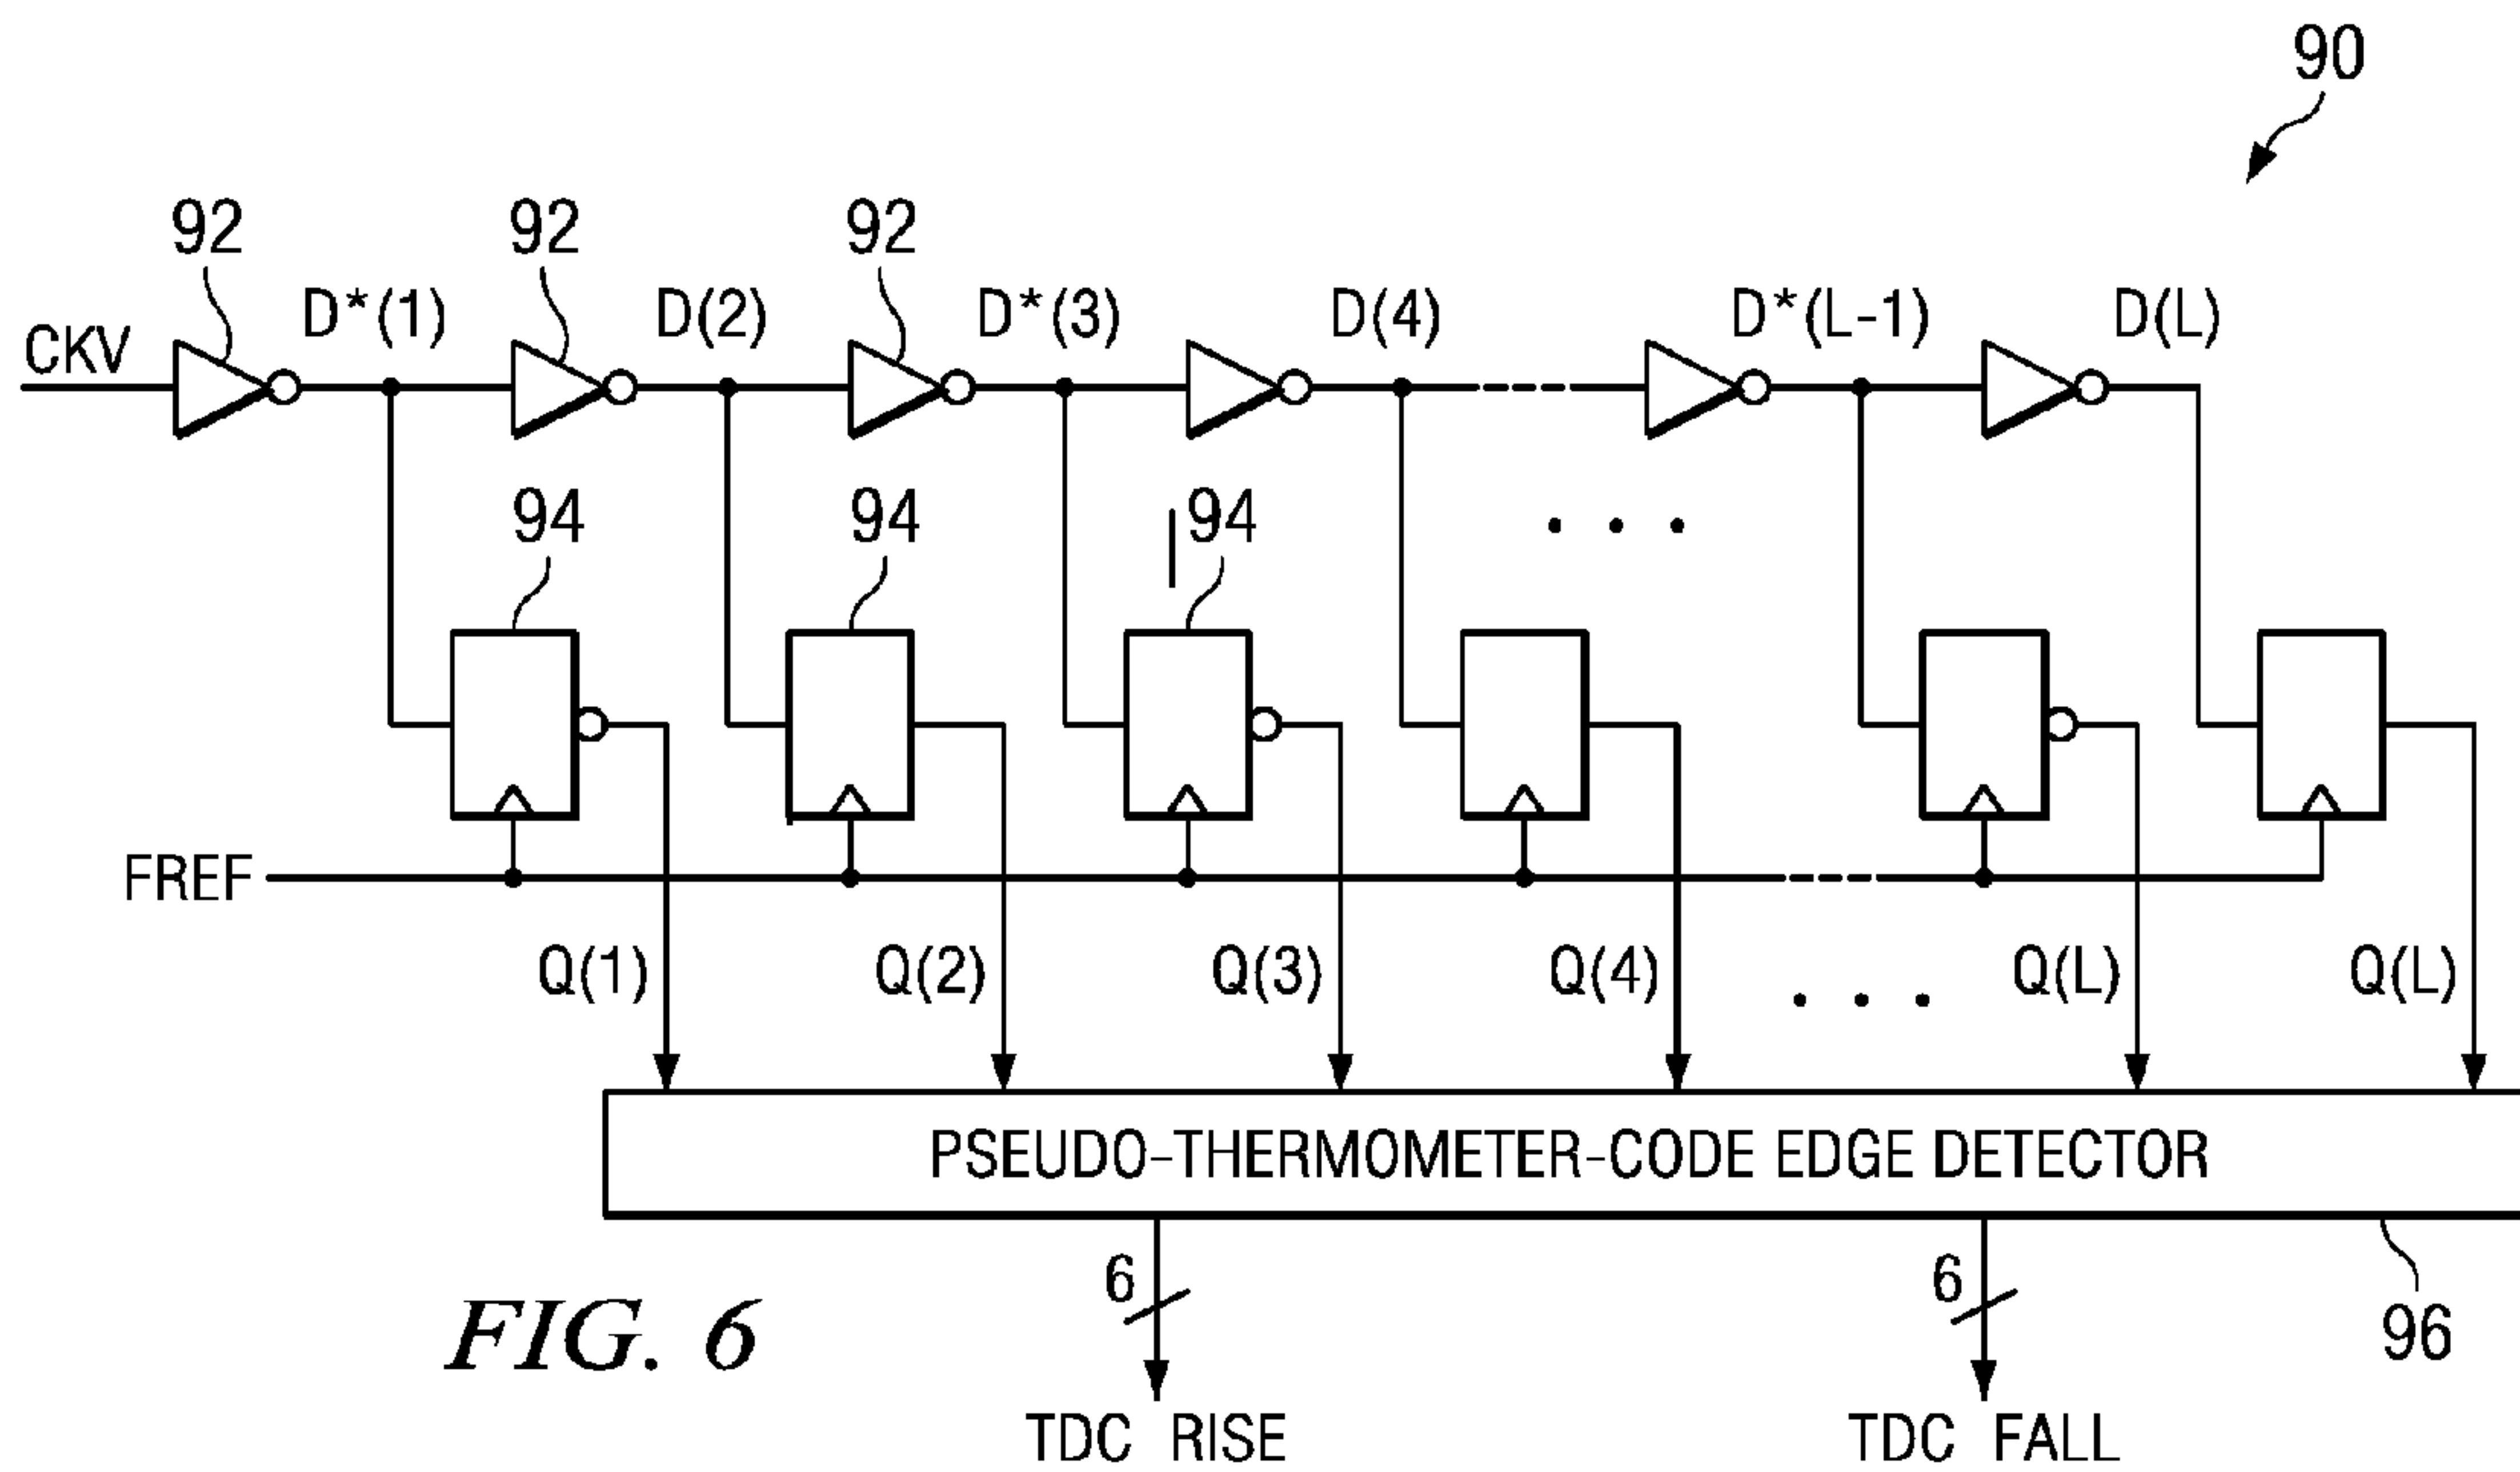 90
92 92 92
D*(1) D(2) D*(3) D(4) D*(L-1) D(L)
CKV
94 94 94
FREF
Q(1) Q(2) Q(3) Q(4) Q(L) Q(L)
PSEUDO-THERMOMETER-CODE EDGE DETECTOR
6 6
FIG. 6
96
TDC RISE TDC FALL